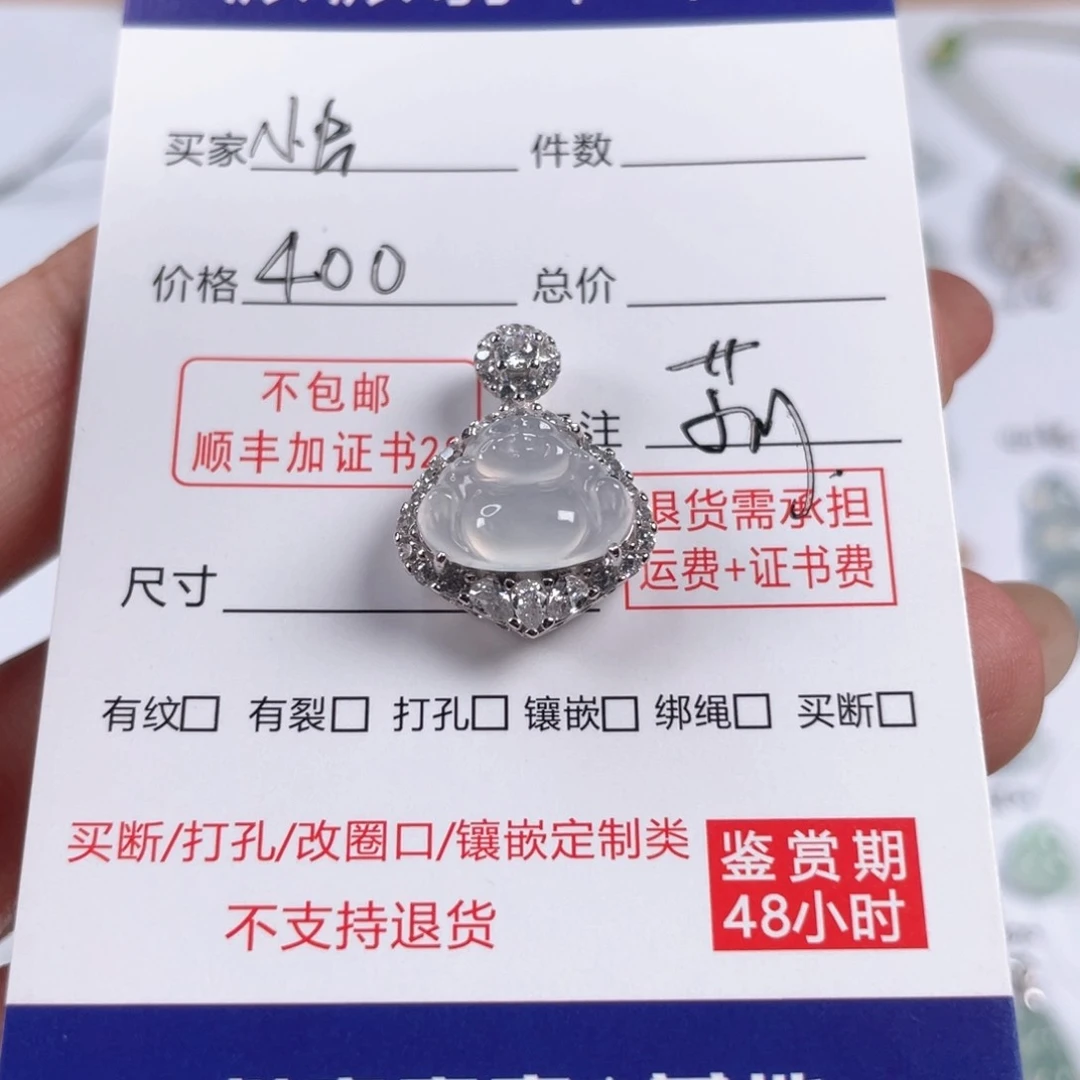 买家 小 件数
价格 400 总价
不包邮
顺丰加证书2
注
退货需承担
运费+证书费
尺寸
有纹□ 有裂□ 打孔□ 镶嵌□ 绑绳□ 买断□
买断/打孔/改圈口/镶嵌定制类
不支持退货
鉴赏期
48小时